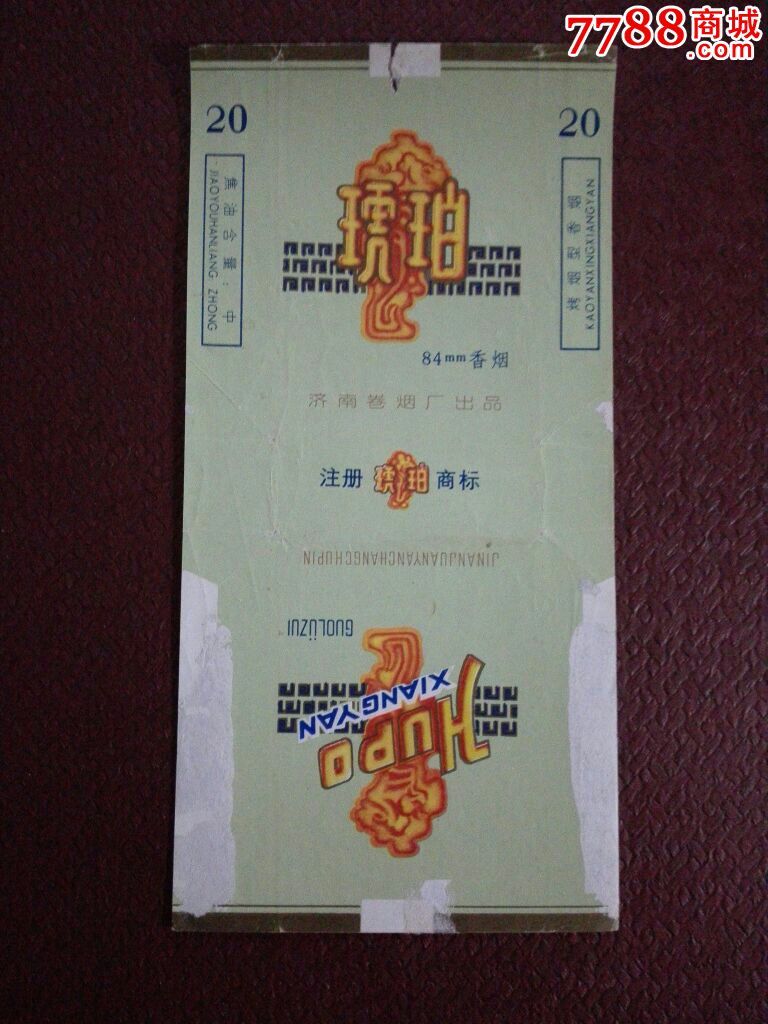 7788商城
.com
20
20
焦油含量：中
JIAOYOUHANLIANG ZHONG
烤烟型香烟
KAOYANXINGXIANGYAN
琥珀
84mm香烟
济南卷烟厂出品
注册 琥珀 商标
JINANJUANYANCHANGCHUPIN
GUOLÜZUI
XIANGYAN
HUPO